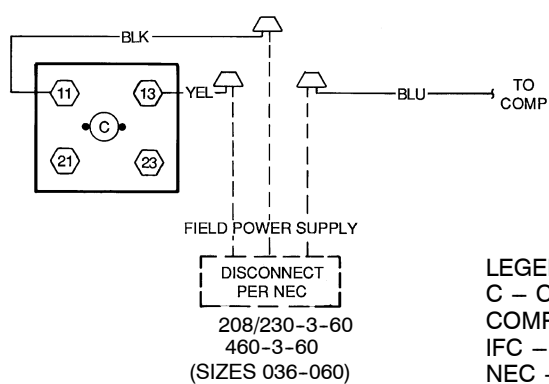 BLK
11
13
YEL
BLU
TO
COMP
C
21
23
FIELD POWER SUPPLY
DISCONNECT
PER NEC
208/230-3-60
460-3-60
(SIZES 036-060)
LEGE
C – C
COMP
IFC –
NEC -